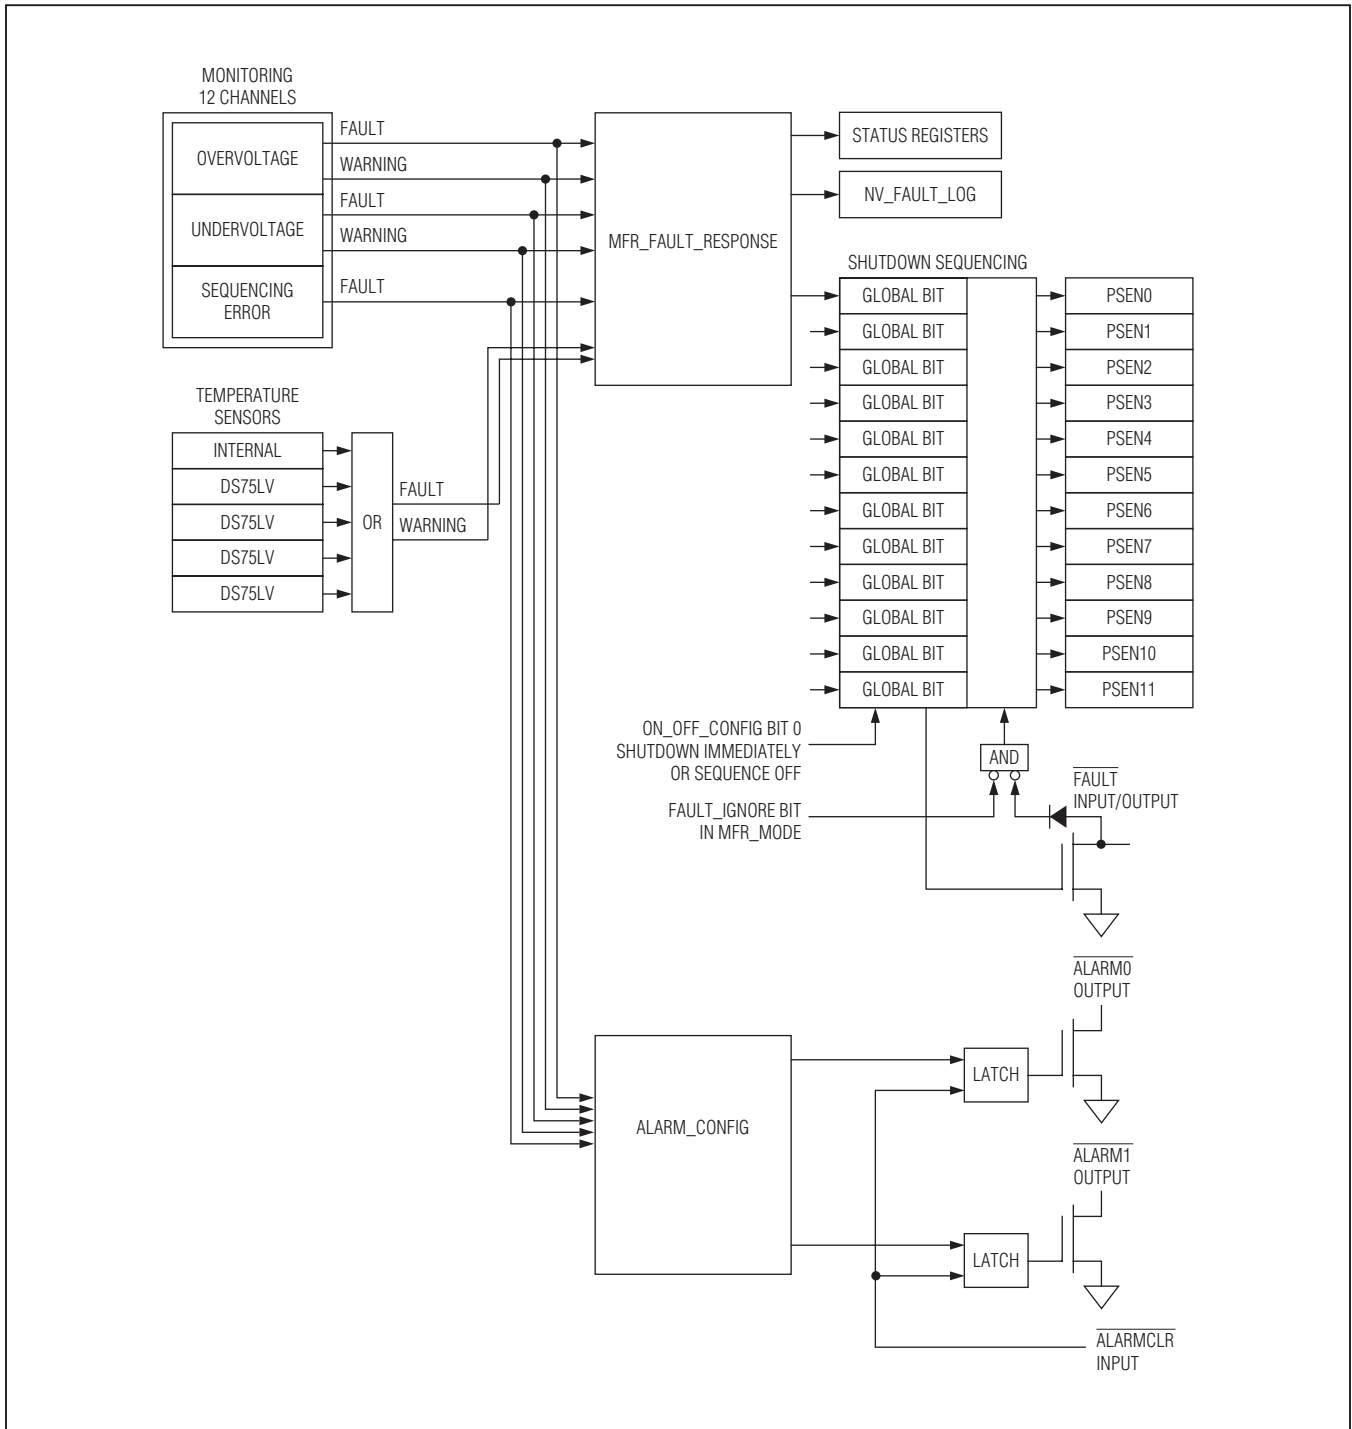 MONITORING
12 CHANNELS
OVERVOLTAGE
UNDERVOLTAGE
SEQUENCING
ERROR
FAULT
WARNING
FAULT
WARNING
FAULT
MFR_FAULT_RESPONSE
STATUS REGISTERS
NV_FAULT_LOG
TEMPERATURE
SENSORS
INTERNAL
DS75LV
DS75LV
DS75LV
DS75LV
OR
FAULT
WARNING
SHUTDOWN SEQUENCING
GLOBAL BIT
PSEN0
GLOBAL BIT
PSEN1
GLOBAL BIT
PSEN2
GLOBAL BIT
PSEN3
GLOBAL BIT
PSEN4
GLOBAL BIT
PSEN5
GLOBAL BIT
PSEN6
GLOBAL BIT
PSEN7
GLOBAL BIT
PSEN8
GLOBAL BIT
PSEN9
GLOBAL BIT
PSEN10
GLOBAL BIT
PSEN11
ON_OFF_CONFIG BIT 0
SHUTDOWN IMMEDIATELY
OR SEQUENCE OFF
AND
FAULT_IGNORE BIT
IN MFR_MODE
FAULT
INPUT/OUTPUT
ALARM_CONFIG
LATCH
ALARM0
OUTPUT
LATCH
ALARM1
OUTPUT
ALARMCLR
INPUT